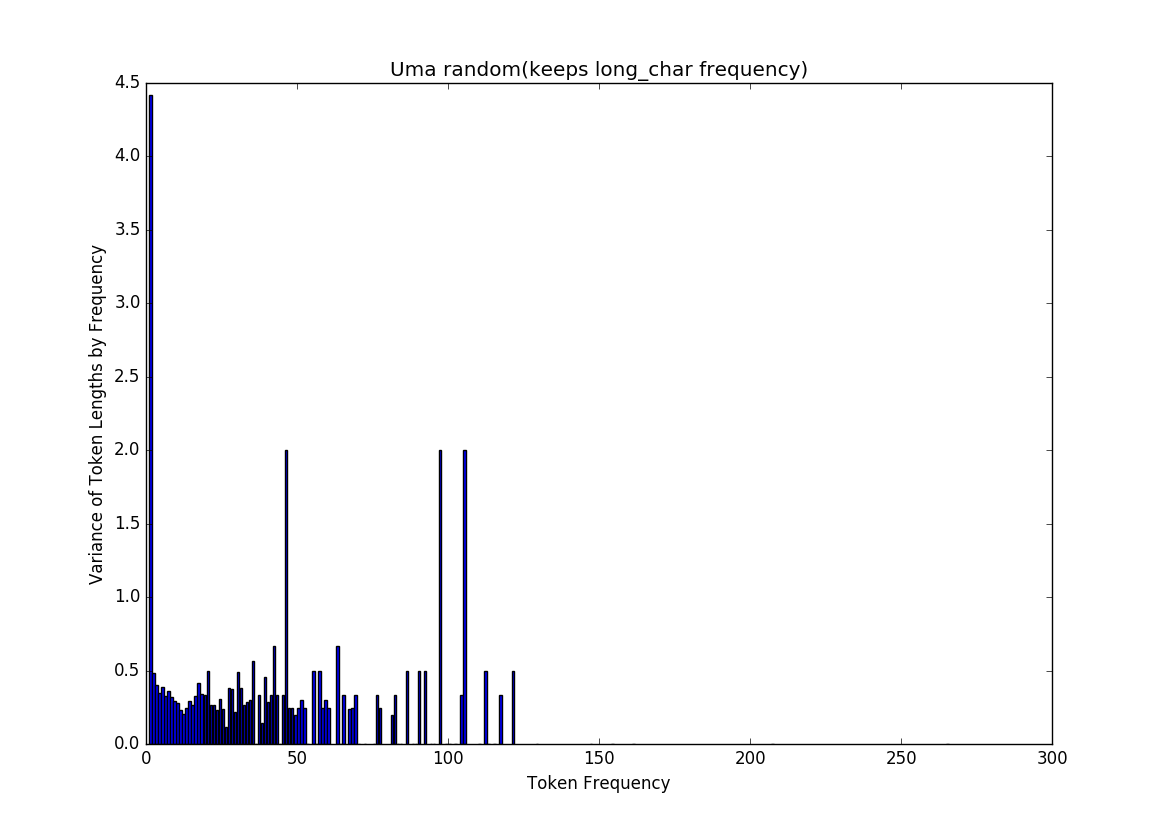 Uma random(keeps long_char frequency)
4.5
4.0
3.5
3.0
2.5
2.0
1.5
1.0
0.5
0.0
Variance of Token Lengths by Frequency
0 50 100 150 200 250 300
Token Frequency